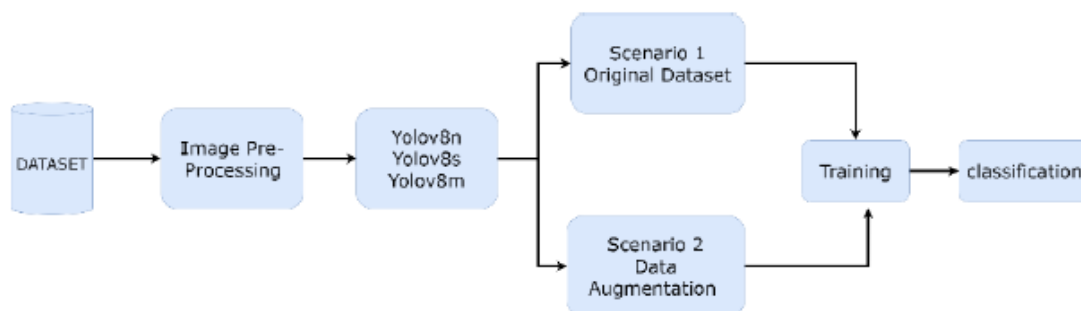 DATASET
Image Pre-
Processing
Yolov8n
Yolov8s
Yolov8m
Scenario 1
Original Dataset
Scenario 2
Data
Augmentation
Training
classification